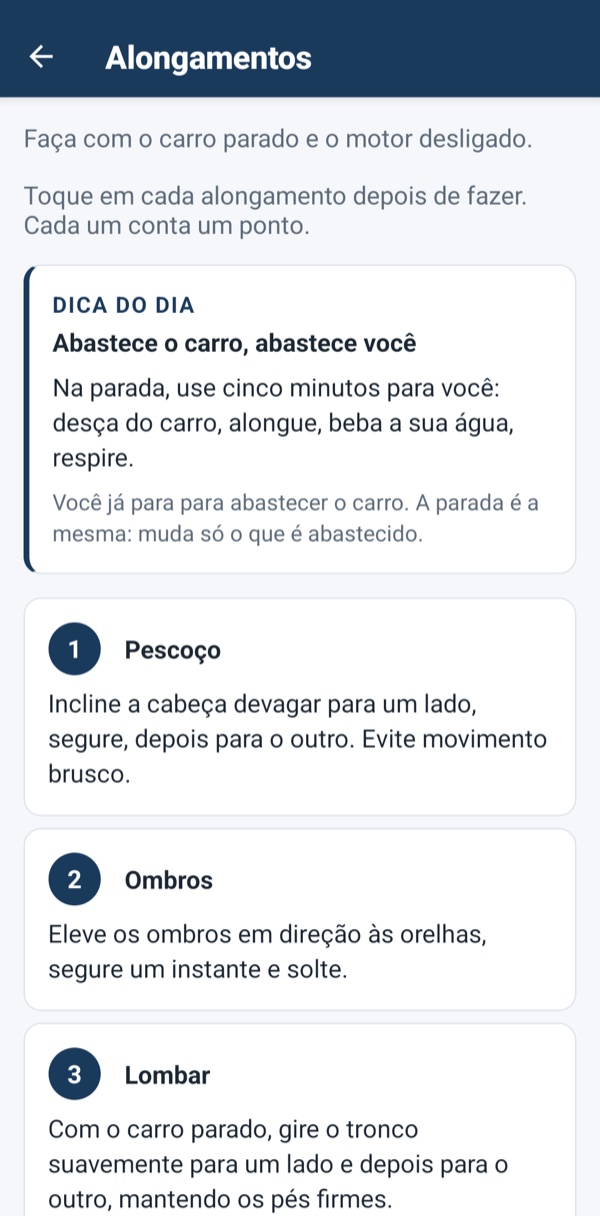 Alongamentos
Faça com o carro parado e o motor desligado.
Toque em cada alongamento depois de fazer.
Cada um conta um ponto.
DICA DO DIA
Abastece o carro, abastece você
Na parada, use cinco minutos para você:
desça do carro, alongue, beba a sua água,
respire.
Você já para para abastecer o carro. A parada é a
mesma: muda só o que é abastecido.
1 Pescoço
Incline a cabeça devagar para um lado,
segure, depois para o outro. Evite movimento
brusco.
2 Ombros
Eleve os ombros em direção às orelhas,
segure um instante e solte.
3 Lombar
Com o carro parado, gire o tronco
suavemente para um lado e depois para o
outro, mantendo os pés firmes.